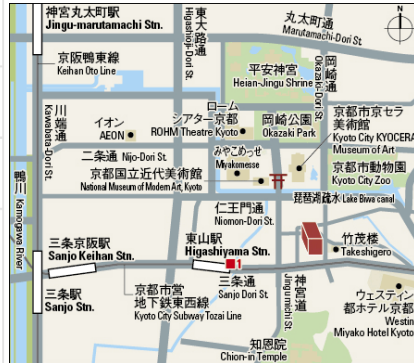 神宮丸太町駅
Jingu-marutamachi Stn.
東大路通
Higashioji-Dori St.
丸太町通
Marutamachi-Dori St.
N
京阪鴨東線
Keihan Oto Line
平安神宮
Heian-Jingu Shrine
岡崎通
Okazaki-Dori St.
川端通
Kawabata-Dori St.
イオン
AEON
ローム
シアター京都
ROHM Theatre Kyoto
岡崎公園
Okazaki Park
京都市京セラ
美術館
Kyoto City KYOCERA
Museum of Art
二条通 Nijo-Dori St.
みやこめっせ
Miyakomesse
京都国立近代美術館
National Museum of Modern Art, Kyoto
京都市動物園
Kyoto City Zoo
琵琶湖疏水 Lake Biwa canal
鴨川
Kamogawa River
仁王門通
Niomon-Dori St.
三条京阪駅
Sanjo Keihan Stn.
東山駅
Higashiyama Stn.
1
竹茂楼
Takeshigero
三条駅
Sanjo Stn.
京都市営
地下鉄東西線
Kyoto City Subway Tozai Line
三条通
Sanjo Dori St.
神宮道
Jingumichi St.
ウェスティン
都ホテル京都
Westin
Miyako Hotel Kyoto
知恩院
Chion-in Temple